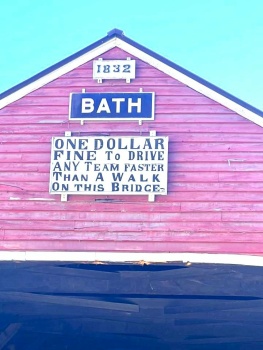 1832
BATH
ONE DOLLAR
FINE TO DRIVE
ANY TEAM FASTER
THAN A WALK
ON THIS BRIDGE.